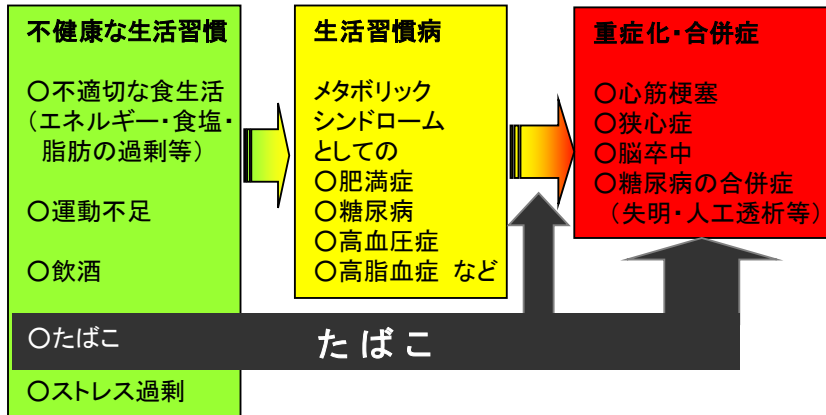 不健康な生活習慣
○不適切な食生活
（エネルギー・食塩・
脂肪の過剰等）
○運動不足
○飲酒
○たばこ
○ストレス過剰
生活習慣病
メタボリック
シンドローム
としての
○肥満症
○糖尿病
○高血圧症
○高脂血症 など
重症化・合併症
○心筋梗塞
○狭心症
○脳卒中
○糖尿病の合併症
（失明・人工透析等）
たばこ